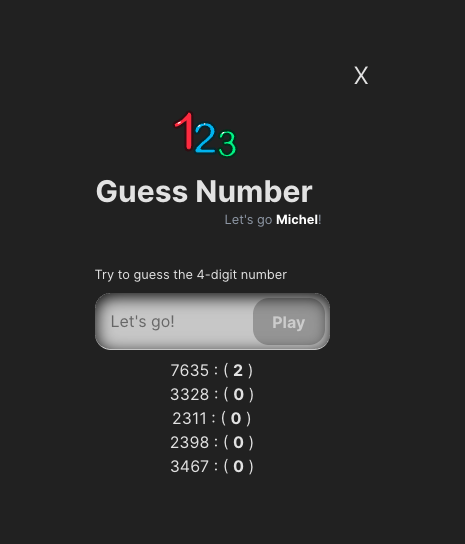 X
123
Guess Number
Let's go Michel!
Try to guess the 4-digit number
Let's go! Play
7635 : ( 2 )
3328 : ( 0 )
2311 : ( 0 )
2398 : ( 0 )
3467 : ( 0 )